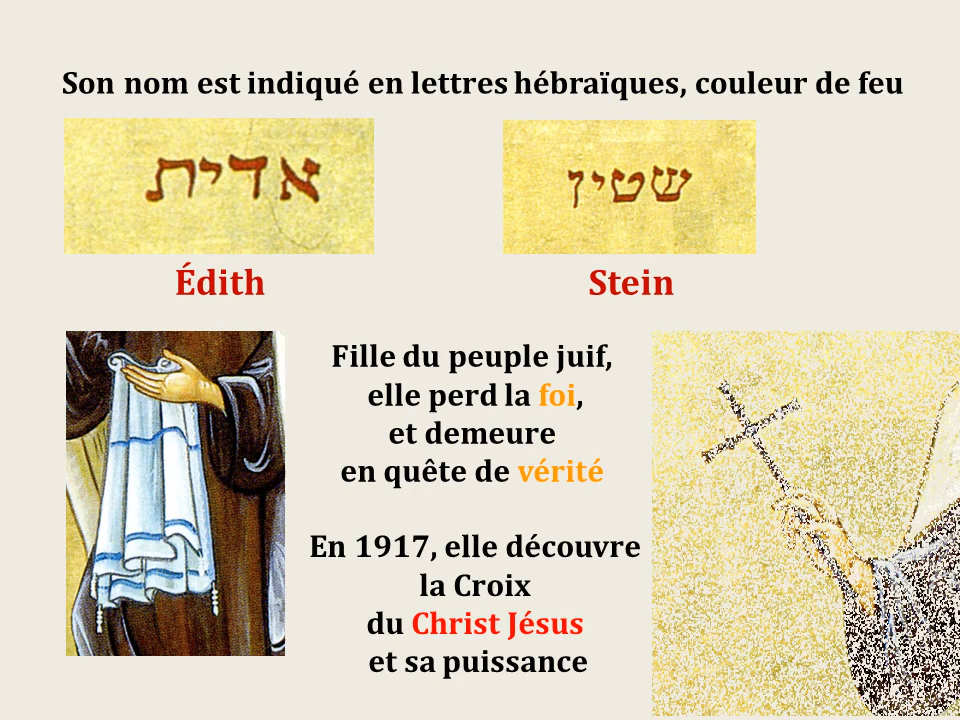 Son nom est indiqué en lettres hébraïques, couleur de feu
אדית
שטין
Édith
Stein
Fille du peuple juif,
elle perd la foi,
et demeure
en quête de vérité
En 1917, elle découvre
la Croix
du Christ Jésus
et sa puissance